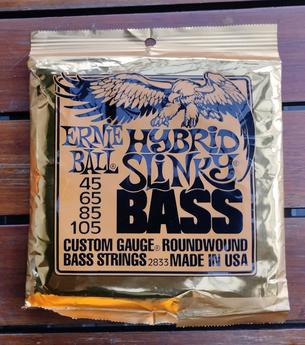 ERNIE BALL®
HYBRID
SLINKY
BASS
45
65
85
105
CUSTOM GAUGE® ROUNDWOUND
BASS STRINGS 2833 MADE IN USA